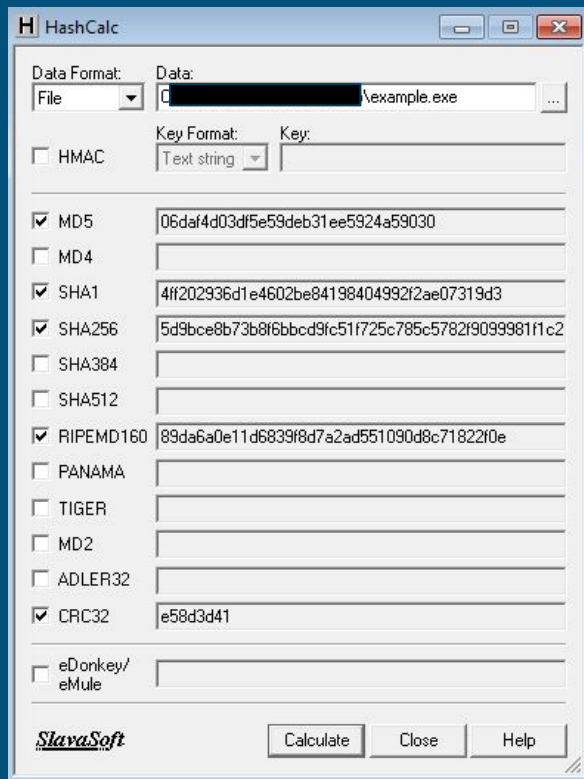 H HashCalc
Data Format: Data:
File C \example.exe ...
Key Format: Key:
HMAC Text string
MD5 06daf4d03df5e59deb31ee5924a59030
MD4
SHA1 4ff202936d1e4602be84198404992f2ae07319d3
SHA256 5d9bce8b73b8f6bbcd9fc51f725c785c5782f9099981f1c2
SHA384
SHA512
RIPEMD160 89da6a0e11d6839f8d7a2ad551090d8c71822f0e
PANAMA
TIGER
MD2
ADLER32
CRC32 e58d3d41
eDonkey/
eMule
SlavaSoft Calculate Close Help